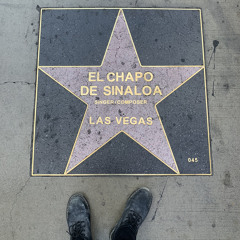 EL CHAPO
DE SINALOA
SINGER•COMPOSER
LAS VEGAS
045